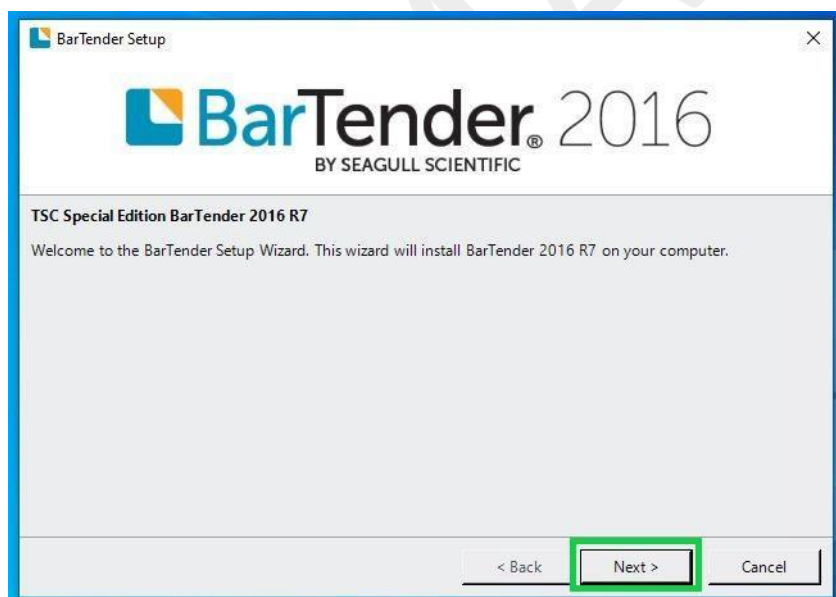 BarTender Setup
BarTender® 2016
BY SEAGULL SCIENTIFIC
TSC Special Edition BarTender 2016 R7
Welcome to the BarTender Setup Wizard. This wizard will install BarTender 2016 R7 on your computer.
< Back Next > Cancel